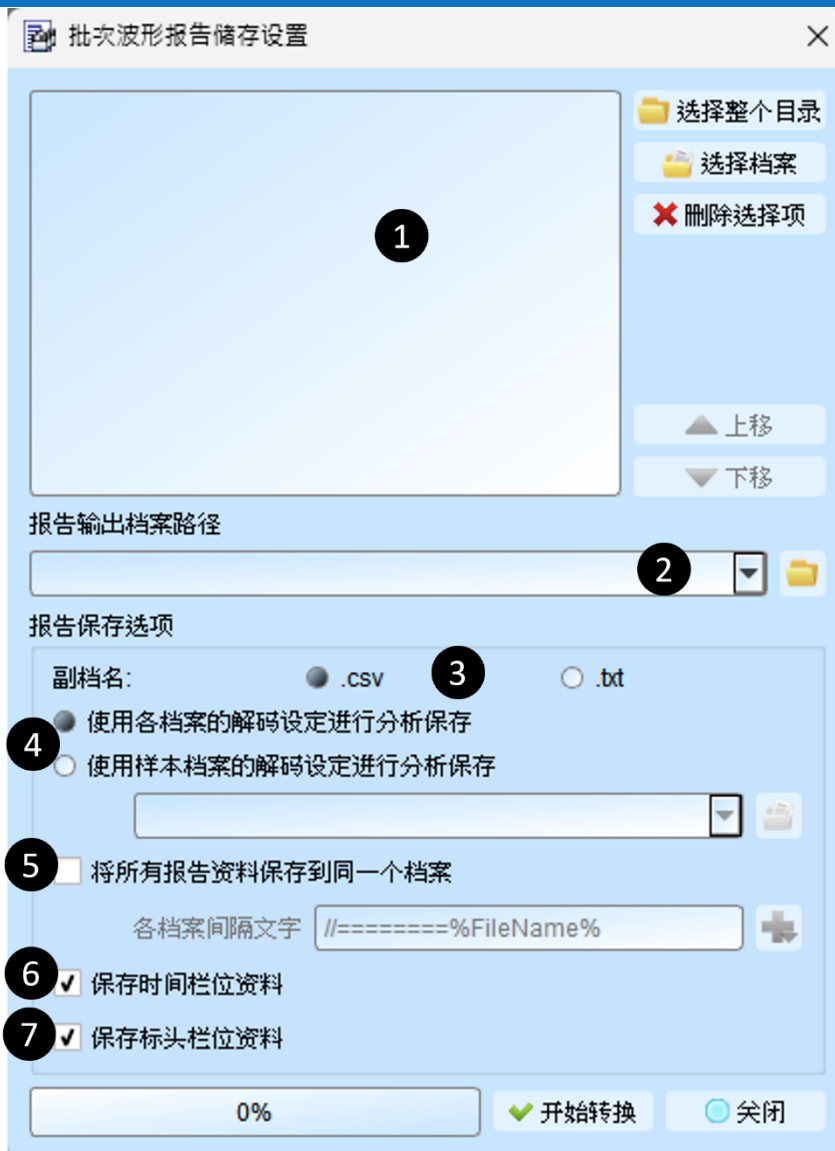 批次波形报告储存设置
选择整个目录
选择档案
删除选择项
1
上移
下移
报告输出档案路径
2
报告保存选项
副档名: .csv 3 .txt
使用各档案的解码设定进行分析保存
4
使用样本档案的解码设定进行分析保存
5 将所有报告资料保存到同一个档案
各档案间隔文字 //========%FileName%
6 保存时间栏位资料
7 保存标头栏位资料
0% 开始转换 关闭